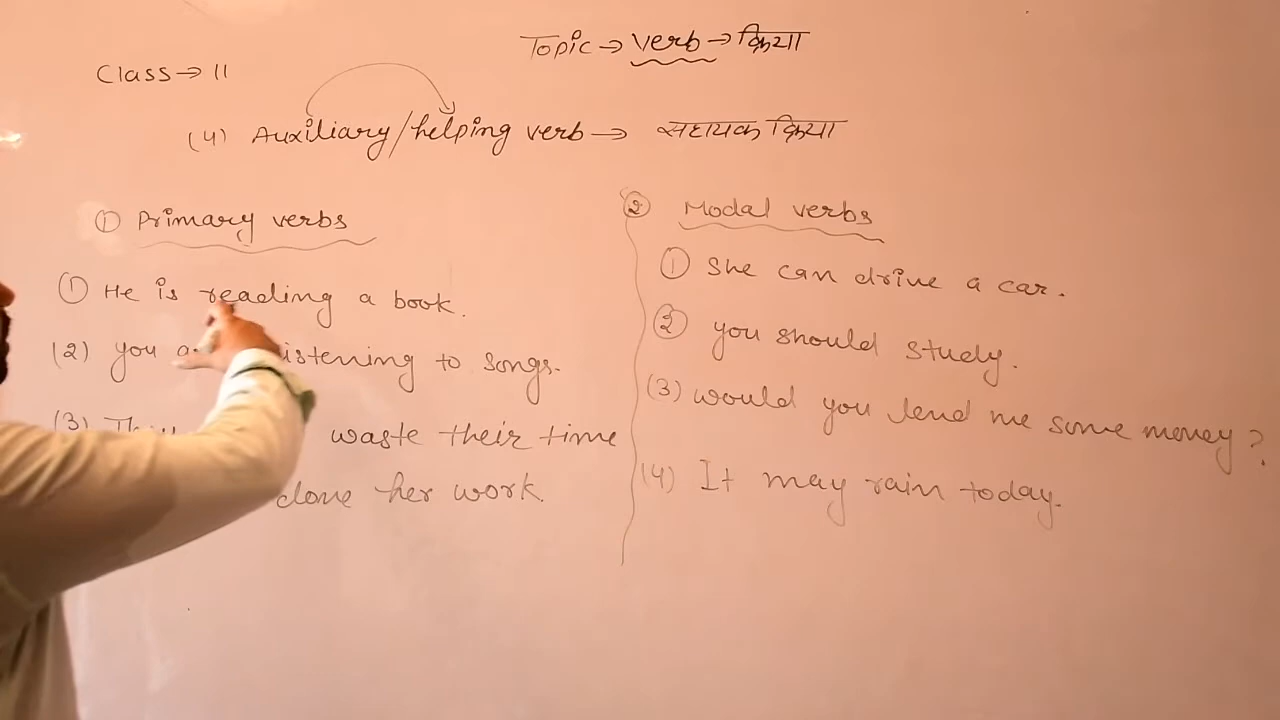 Topic → verb → क्रिया
Class → 11
(4) Auxiliary/helping verb → सहायक क्रिया
① Primary verbs
① He is reading a book.
(2) you listening to songs.
(3) waste their time
done her work.
② Modal verbs
① she can drive a car.
② you should study.
(3) would you lend me some money?
(4) It may rain today.